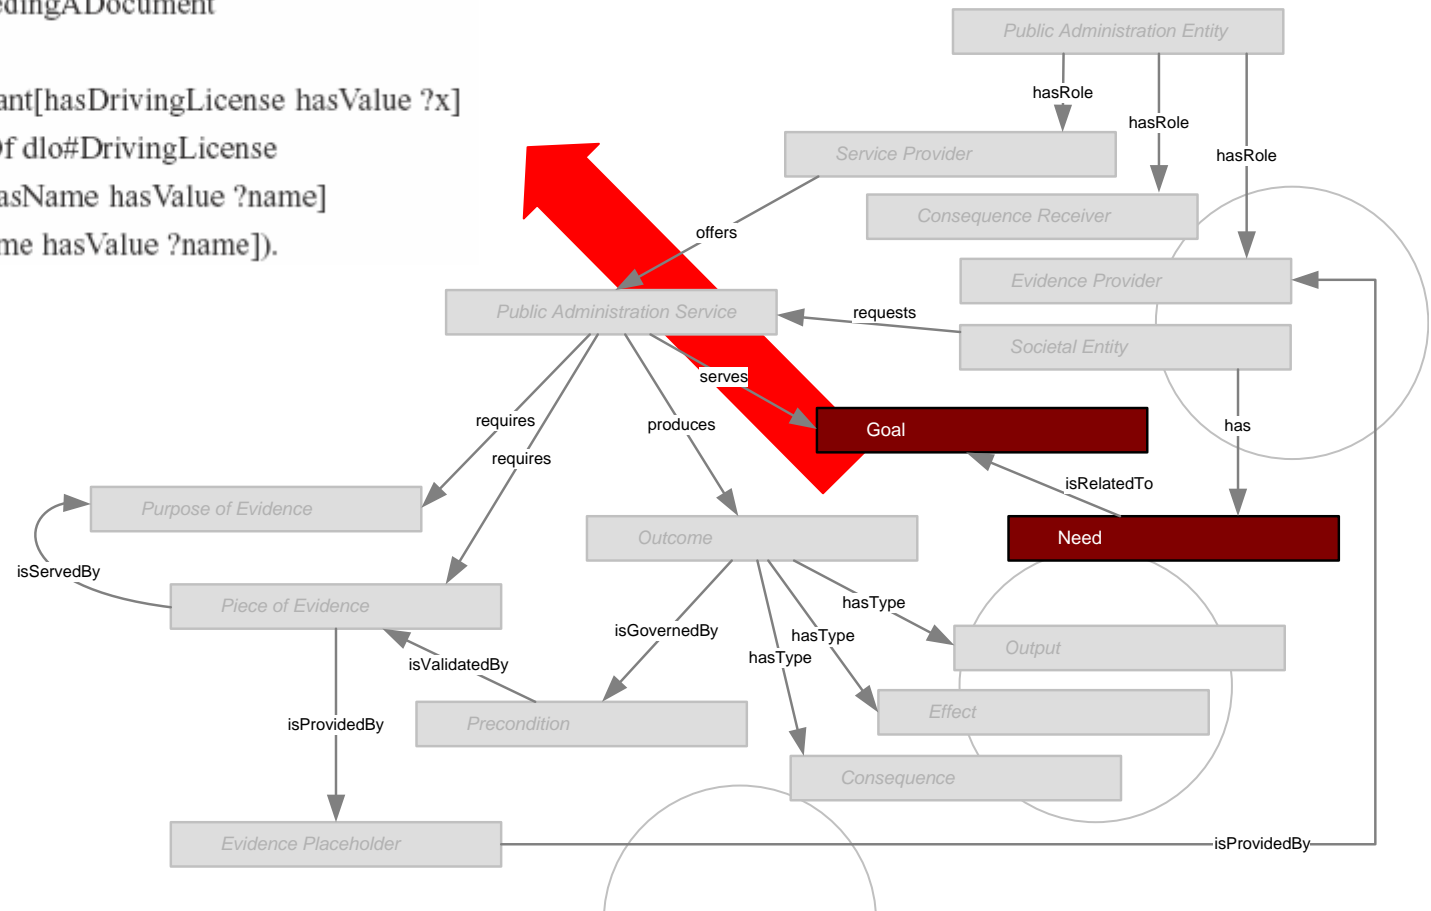 edingADocument
ant[hasDrivingLicense hasValue ?x]
f dlo#DrivingLicense
asName hasValue ?name]
me hasValue ?name]).
Public Administration Entity
hasRole
hasRole
hasRole
Service Provider
Consequence Receiver
offers
Evidence Provider
Public Administration Service
requests
Societal Entity
serves
requires
produces
Goal
has
requires
isRelatedTo
Purpose of Evidence
Outcome
Need
isServedBy
Piece of Evidence
hasType
isGovernedBy
hasType
hasType
Output
isValidatedBy
Effect
isProvidedBy
Precondition
Consequence
Evidence Placeholder
isProvidedBy